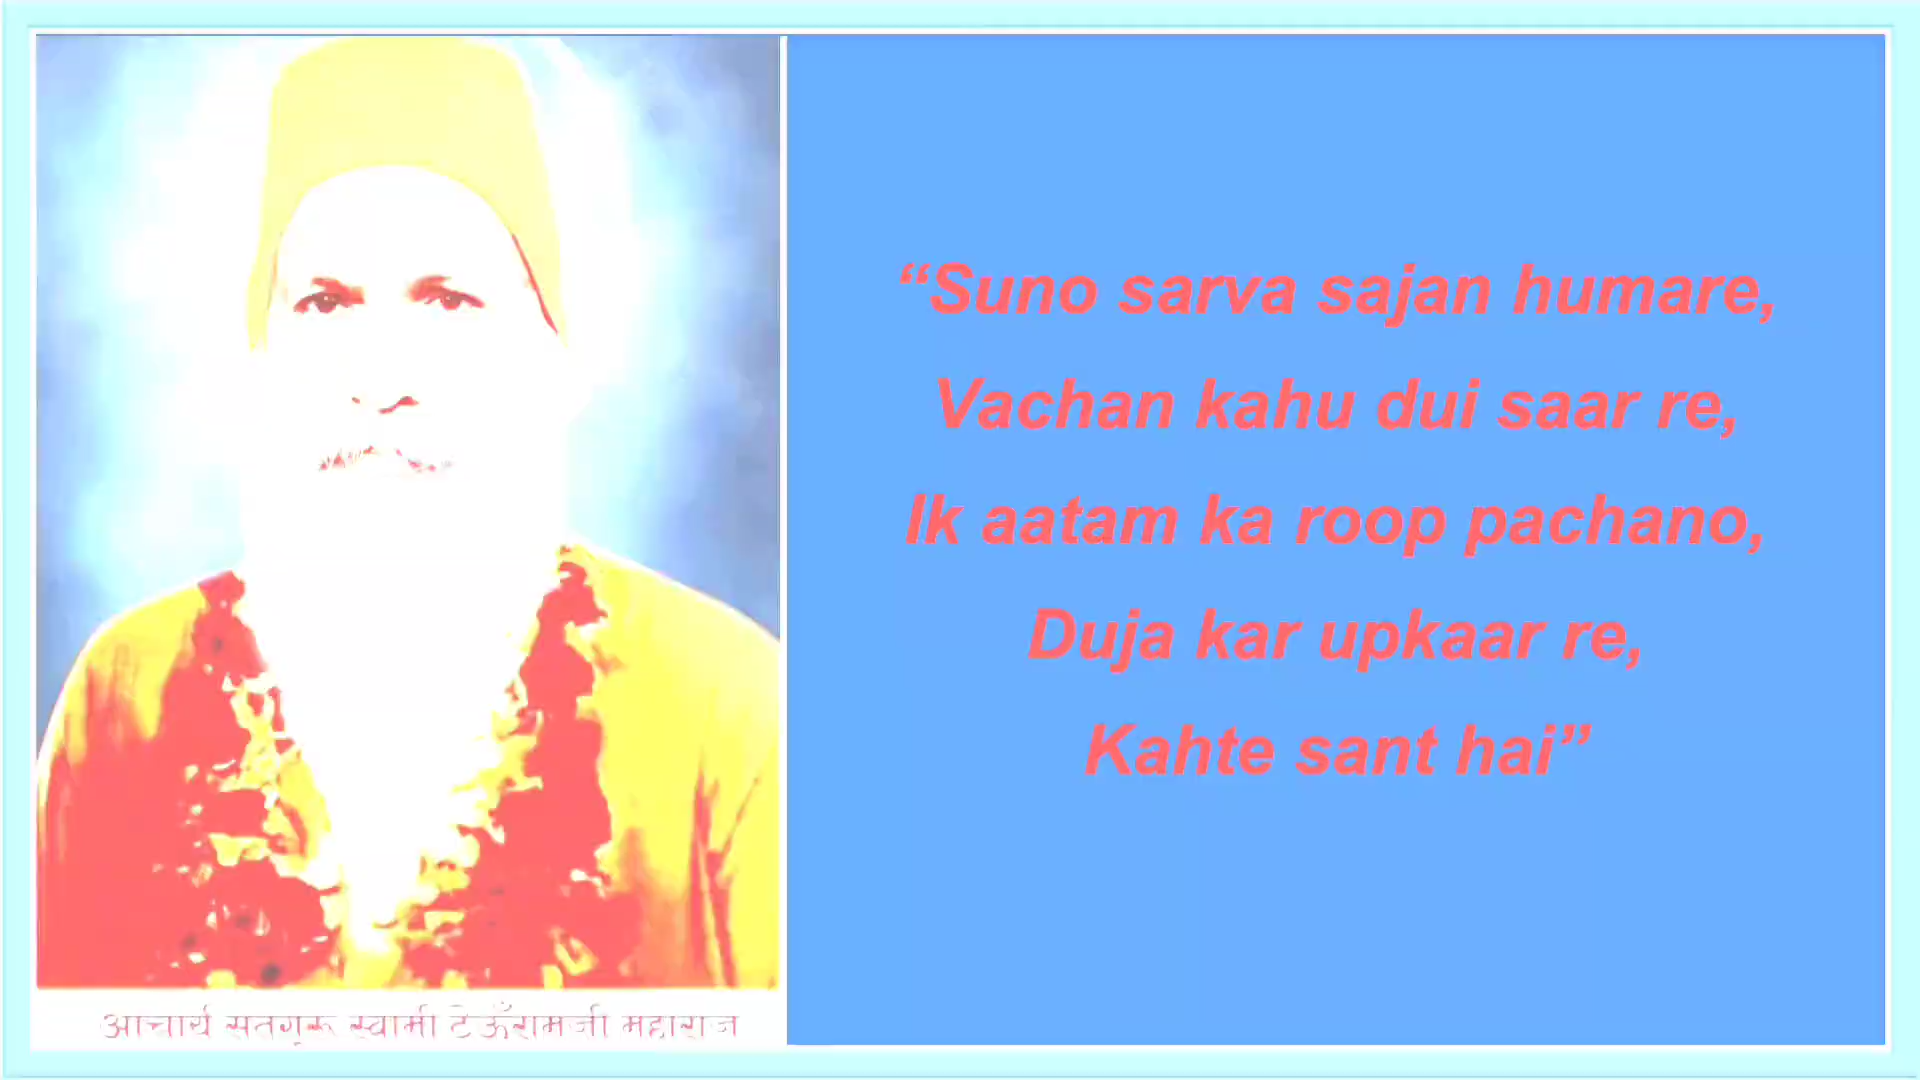 “Suno sarva sajan humare,
Vachan kahu dui saar re,
Ik aatam ka roop pachano,
Duja kar upkaar re,
Kahte sant hai”
आचार्य सतगुरू स्वामी टेऊँरामजी महाराज